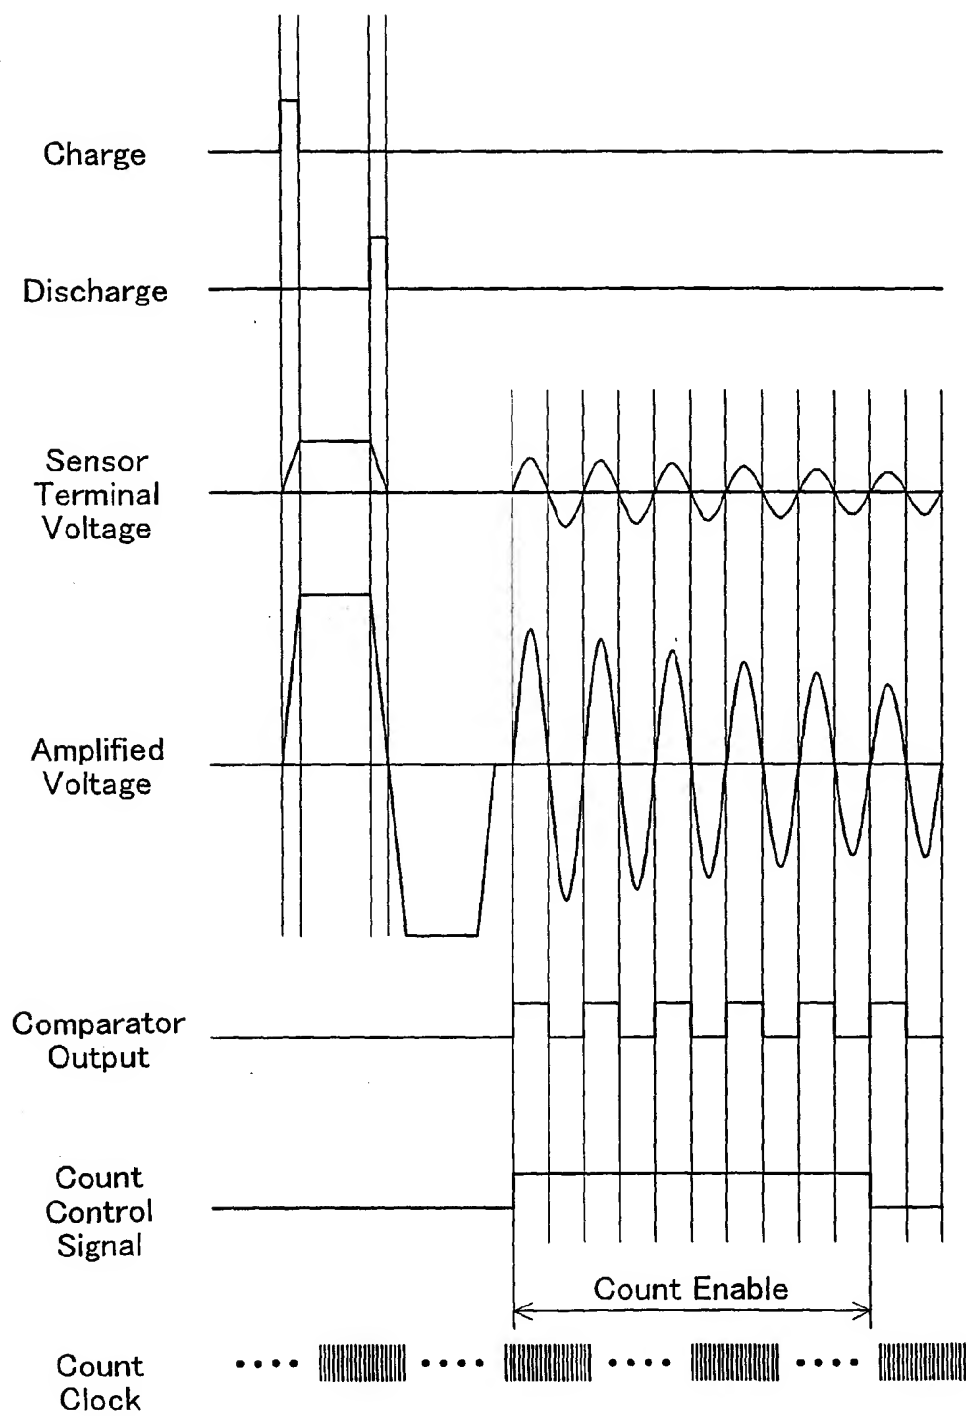 Charge
Discharge
Sensor
Terminal
Voltage
Amplified
Voltage
Comparator
Output
Count
Control
Signal
Count Enable
Count
Clock